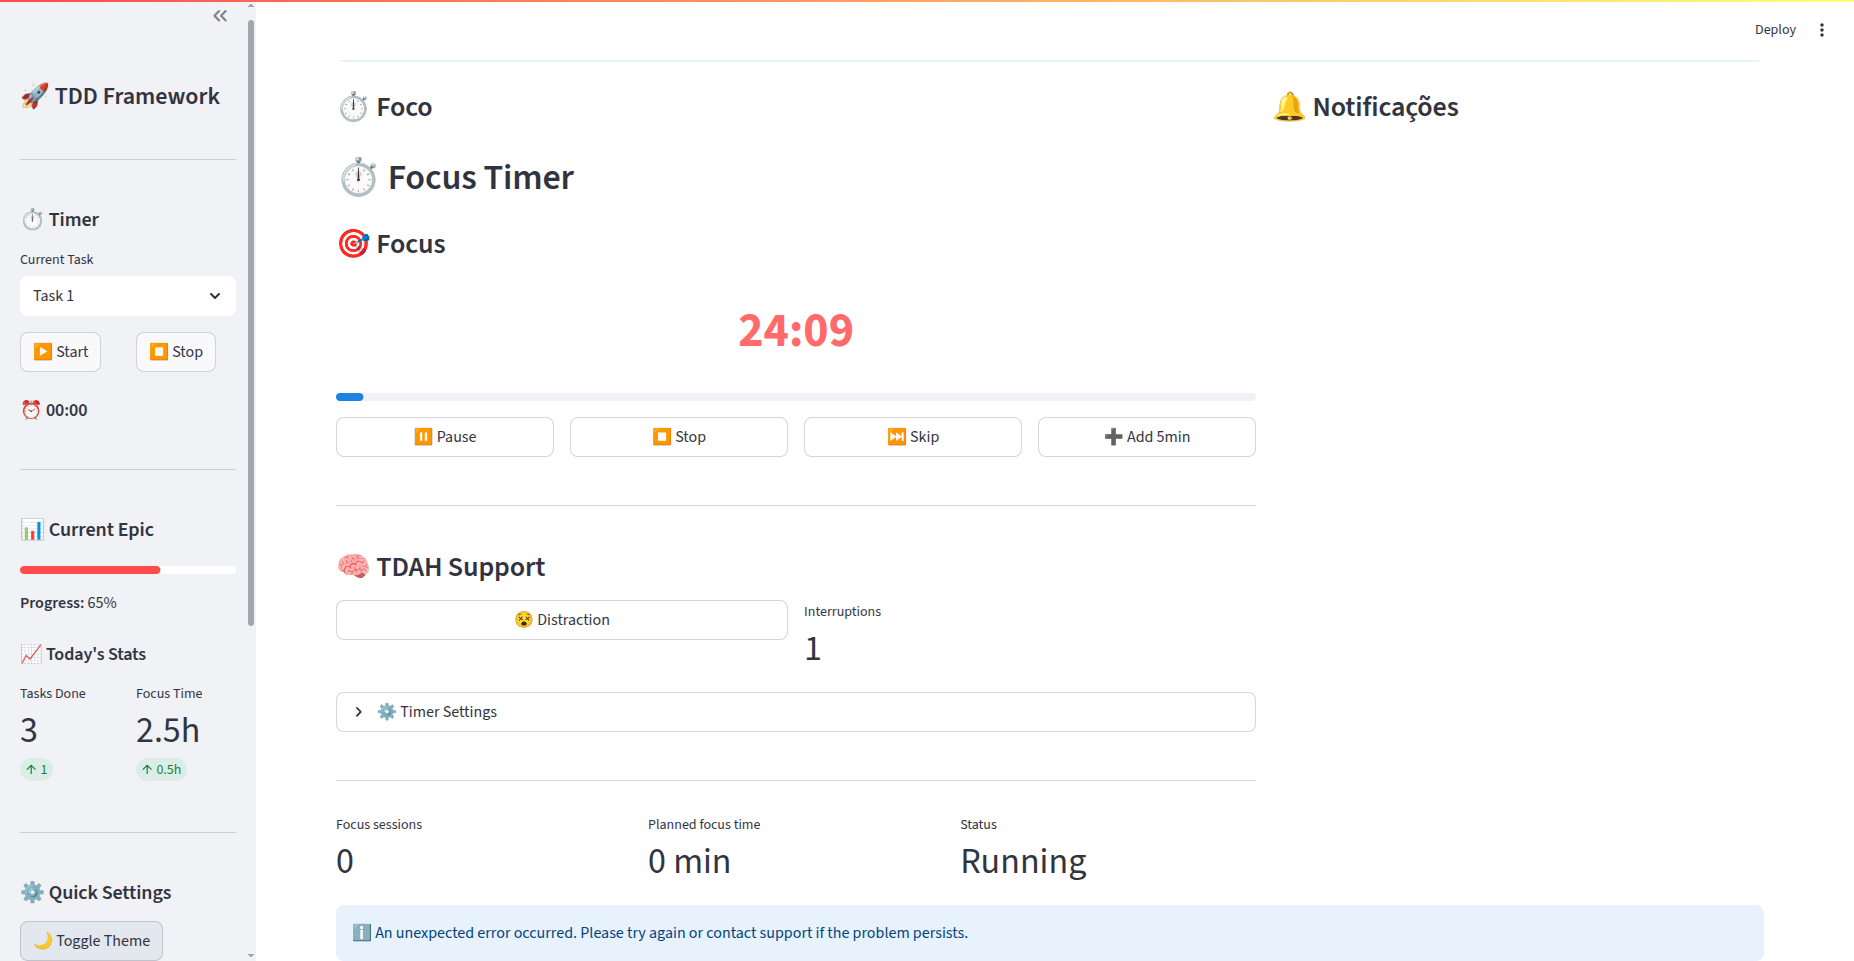 TDD Framework
Timer
Current Task
Task 1
Start
Stop
00:00
Current Epic
Progress: 65%
Today's Stats
Tasks Done
Focus Time
3
2.5h
↑ 1
↑ 0.5h
Quick Settings
Toggle Theme
Deploy
Foco
Notificações
Focus Timer
Focus
24:09
Pause
Stop
Skip
Add 5min
TDAH Support
Distraction
Interruptions
1
Timer Settings
Focus sessions
Planned focus time
Status
0
0 min
Running
An unexpected error occurred. Please try again or contact support if the problem persists.